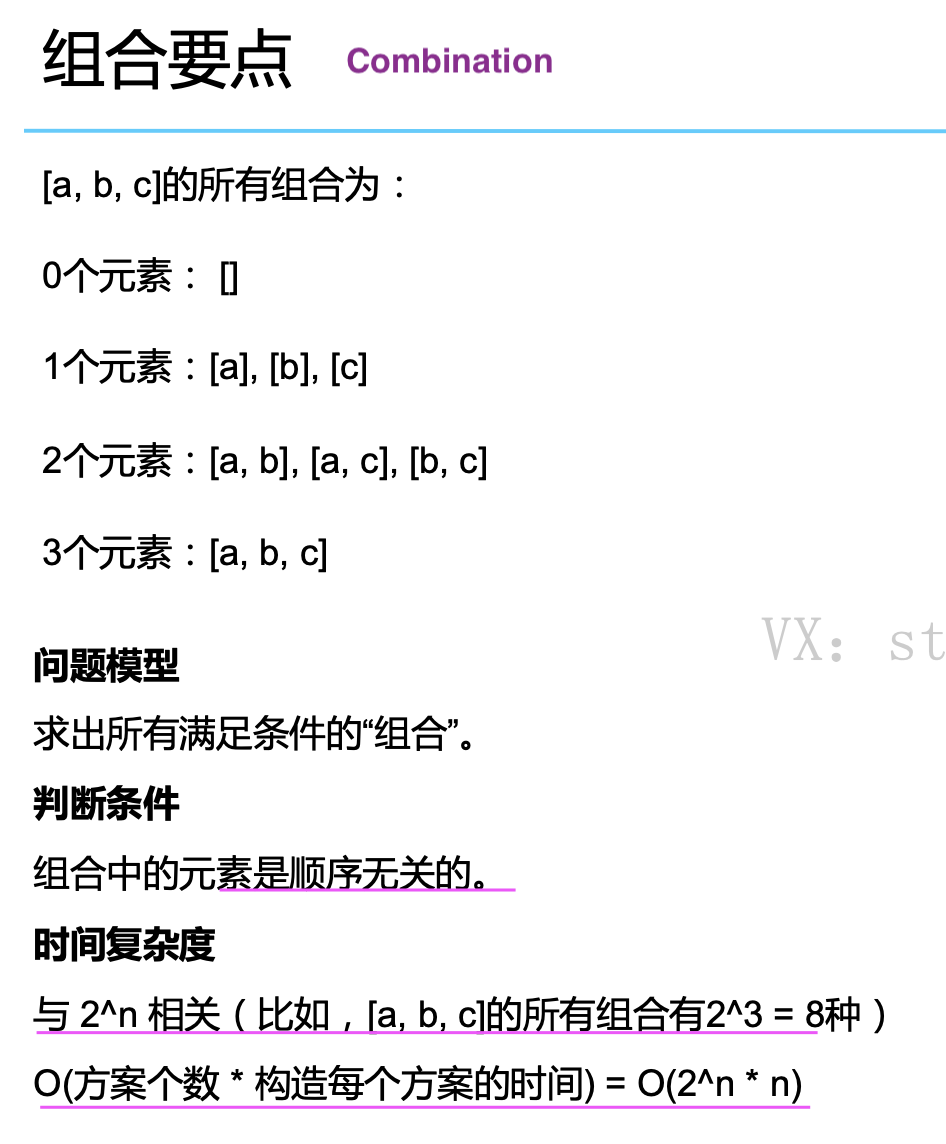 组合要点 Combination
[a, b, c]的所有组合为：
0个元素： []
1个元素：[a], [b], [c]
2个元素：[a, b], [a, c], [b, c]
3个元素：[a, b, c]
VX: st
问题模型
求出所有满足条件的“组合”。
判断条件
组合中的元素是顺序无关的。
时间复杂度
与 2^n 相关（比如，[a, b, c]的所有组合有2^3 = 8种）
O(方案个数 * 构造每个方案的时间) = O(2^n * n)